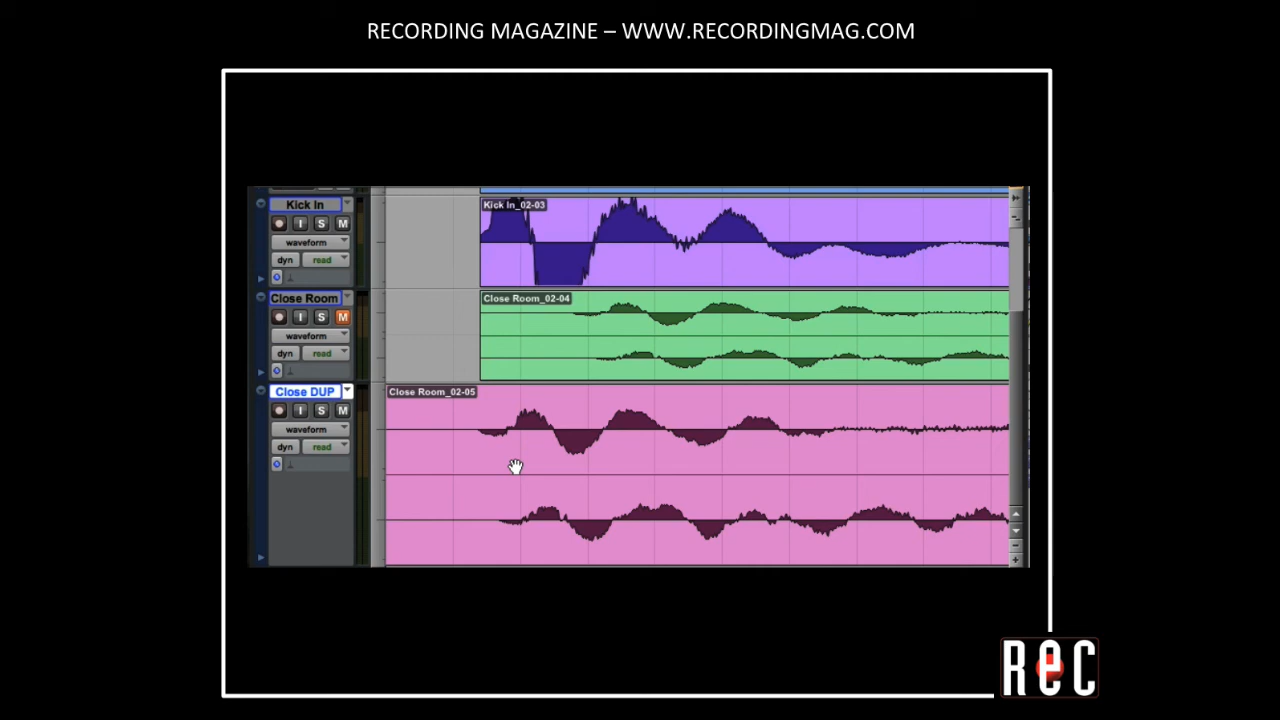 RECORDING MAGAZINE – WWW.RECORDINGMAG.COM
Kick In
Kick In_02-03
I S M
waveform
dyn read
Close Room
Close Room_02-04
I S M
waveform
dyn read
Close DUP
Close Room_02-05
I S M
waveform
dyn read
ReC